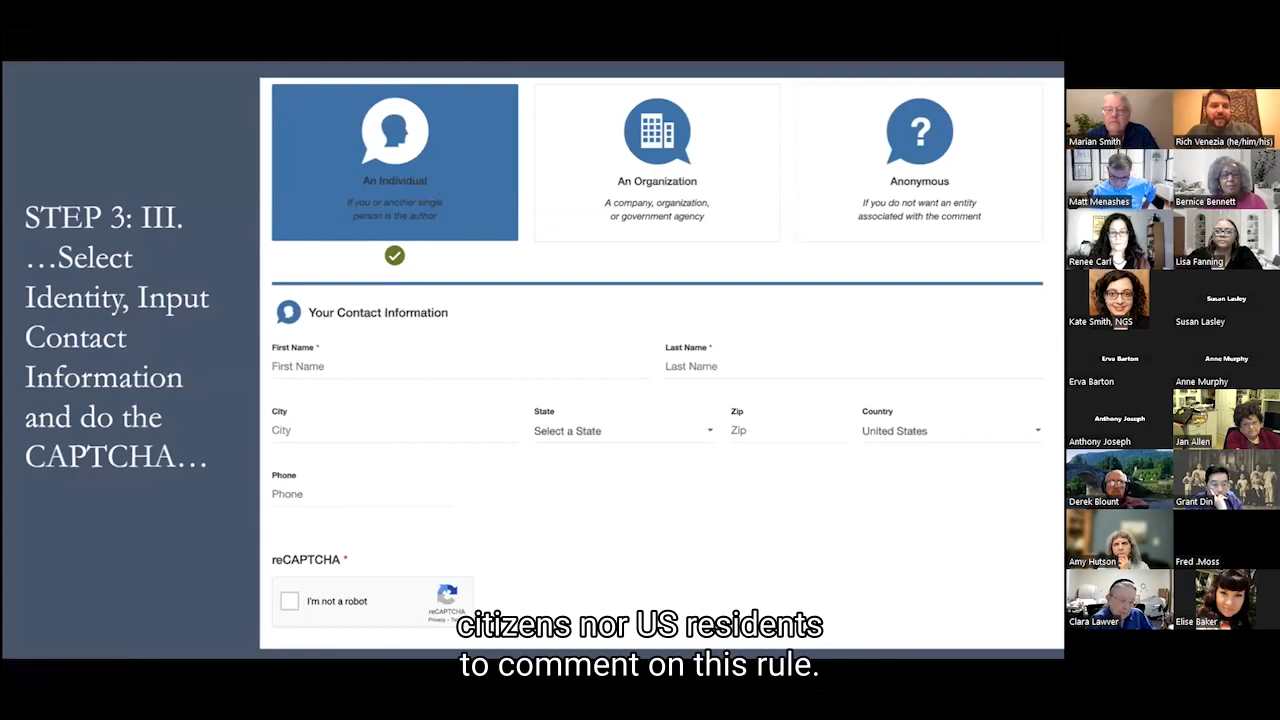 STEP 3: III.
…Select
Identity, Input
Contact
Information
and do the
CAPTCHA…
An Individual
If you or another single
person is the author
An Organization
A company, organization,
or government agency
?
Anonymous
If you do not want an entity
associated with the comment
Your Contact Information
First Name *
First Name
Last Name *
Last Name
City
City
State
Select a State
Zip
Zip
Country
United States
Phone
Phone
reCAPTCHA *
I'm not a robot
reCAPTCHA
Privacy -
citizens nor US residents
to comment on this rule.
Marian Smith
Rich Venezia (he/him/his)
Matt Menashes
Bernice Bennett
Renee Carl
Lisa Fanning
Kate Smith, NGS
Susan Lasley
Susan Lasley
Erva Barton
Erva Barton
Anne Murphy
Anne Murphy
Anthony Joseph
Anthony Joseph
Jan Allen
Derek Blount
Grant Din
Amy Hutson
Fred .Moss
Clara Lawver
Elise Baker